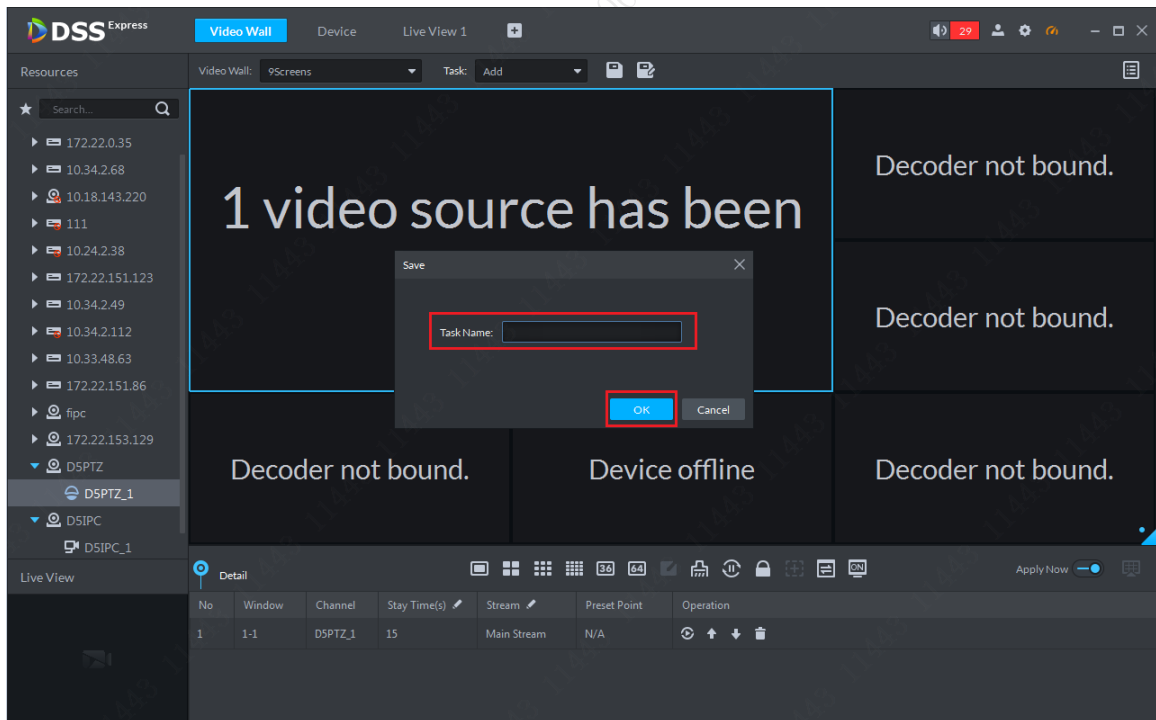 DSS Express
Video Wall Device Live View 1
29
Resources
Video Wall: 9Screens Task: Add
Search...
172.22.0.35
10.34.2.68
10.18.143.220
111
10.24.2.38
172.22.151.123
10.34.2.49
10.34.2.112
10.33.48.63
172.22.151.86
fipc
172.22.153.129
D5PTZ
D5PTZ_1
D5IPC
D5IPC_1
1 video source has been
Decoder not bound.
Decoder not bound.
Decoder not bound.
Device offline
Decoder not bound.
Save
Task Name:
OK Cancel
Live View
Detail
36 64
ON
Apply Now
No Window Channel Stay Time(s) Stream Preset Point Operation
1 1-1 D5PTZ_1 15 Main Stream N/A
11443 11443